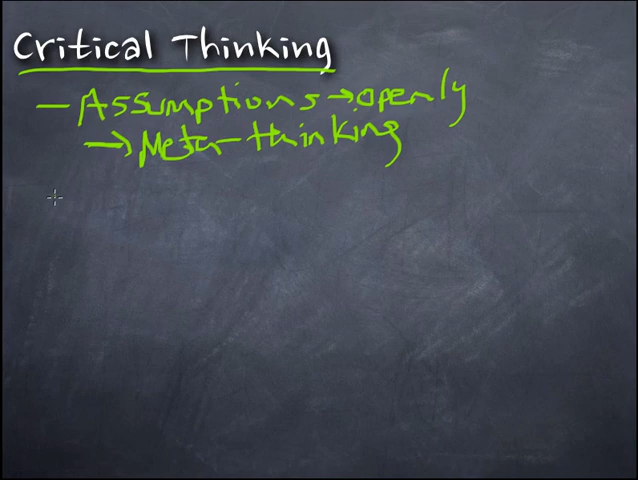 Critical Thinking
- Assumptions → openly
→ Meta-thinking